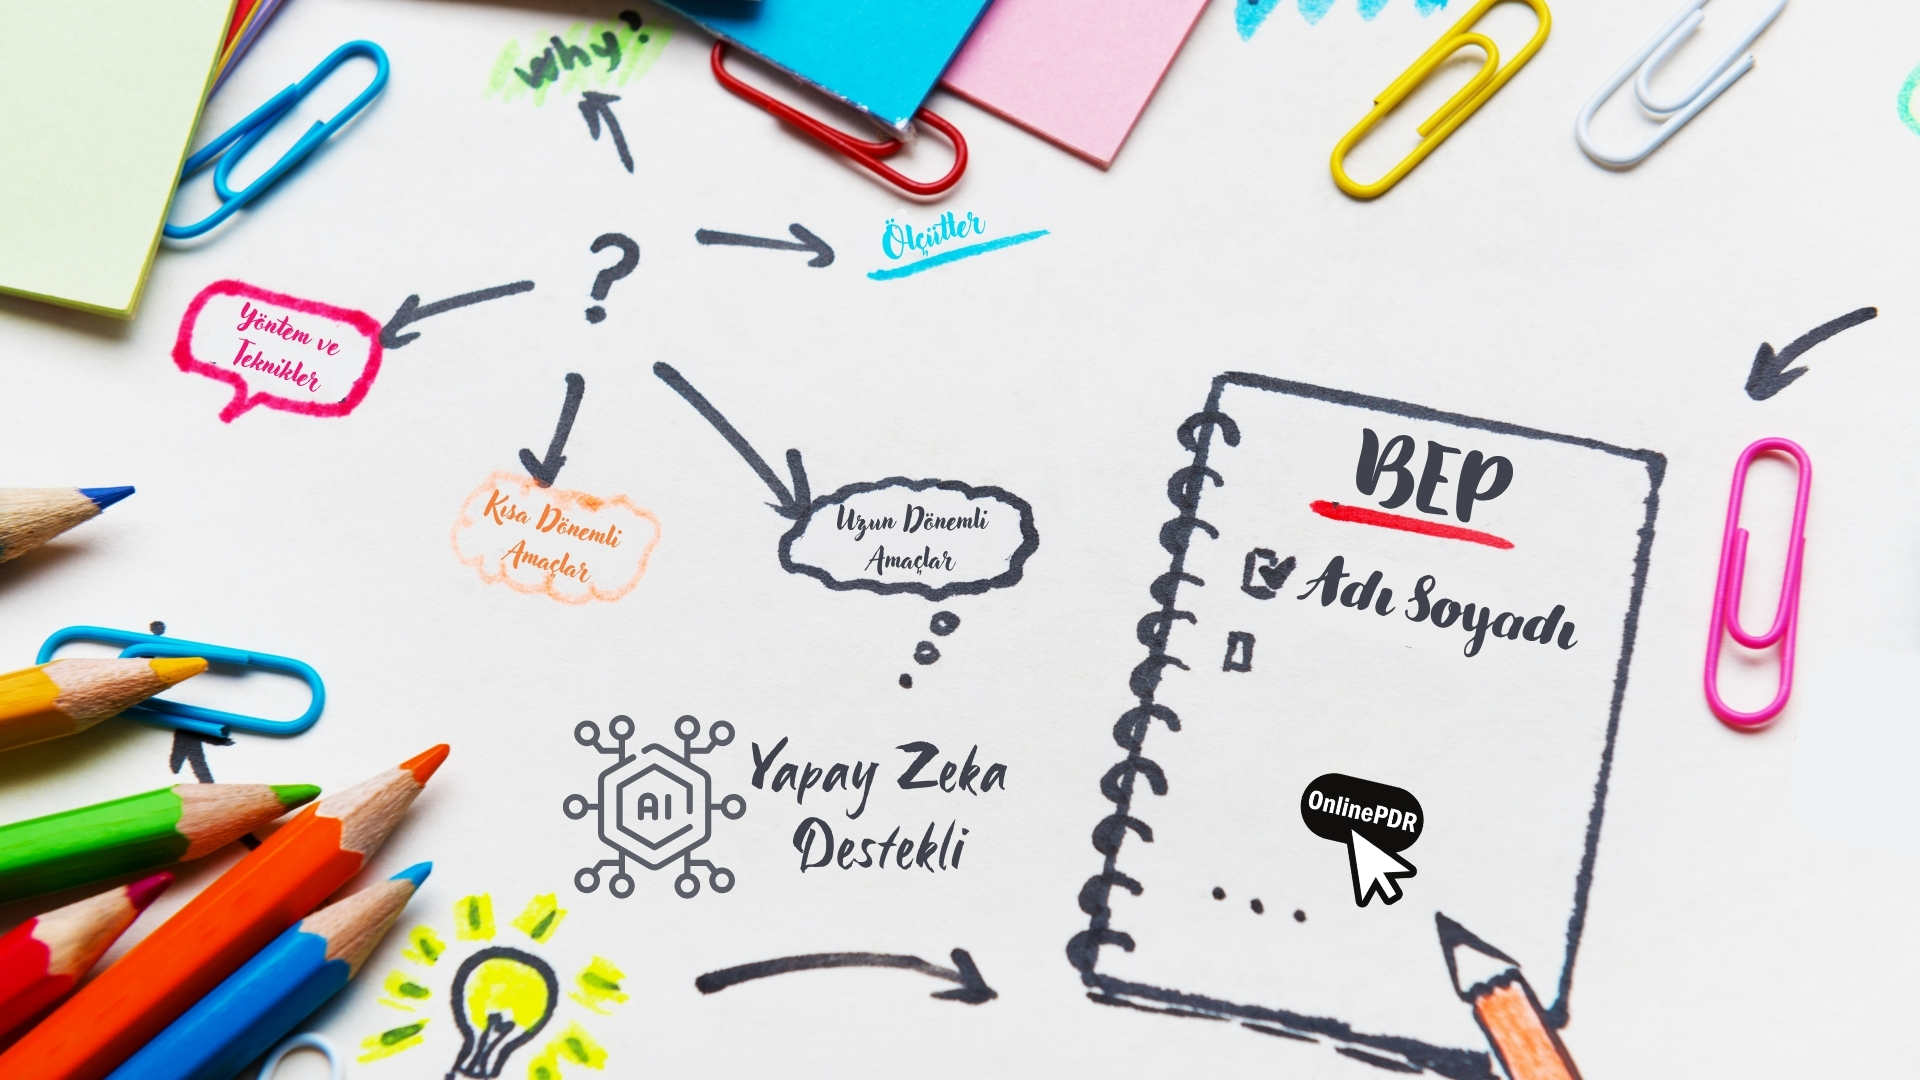 why?
?
Ölçütler
Yöntem ve
Teknikler
Kısa Dönemli
Amaçlar
Uzun Dönemli
Amaçlar
BEP
Adı Soyadı
AI
Yapay Zeka
Destekli
OnlinePDR
...